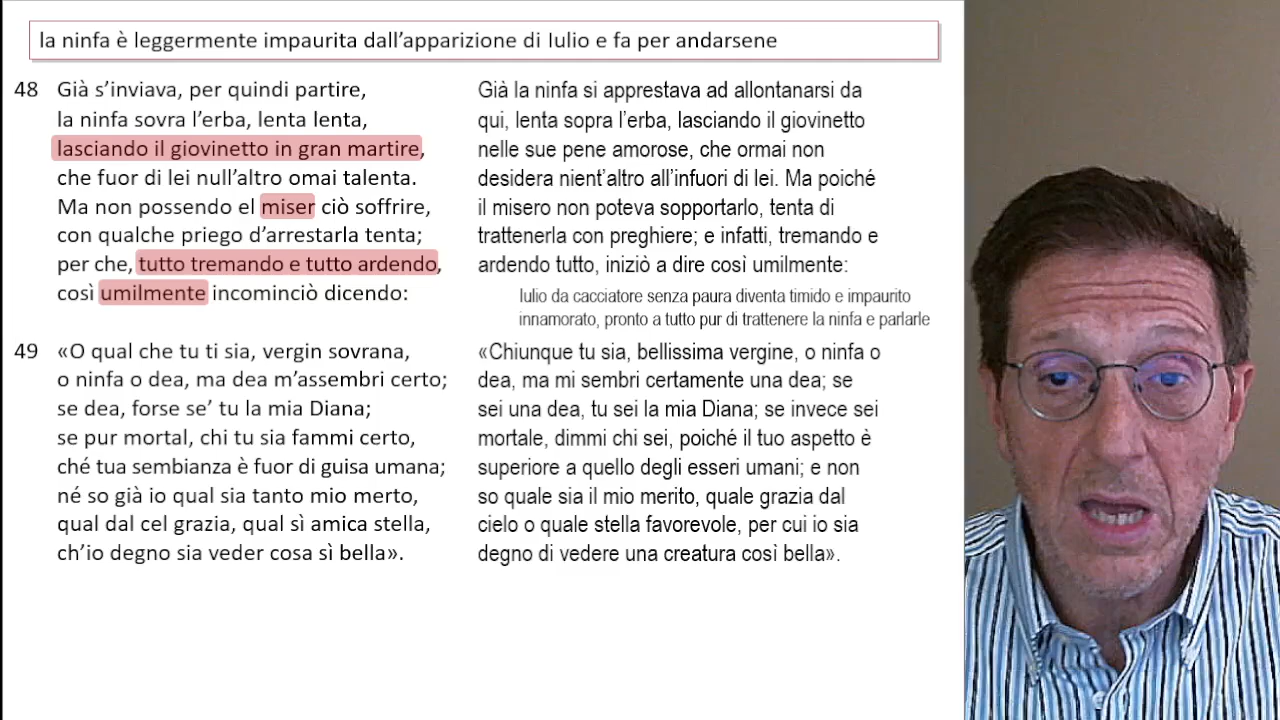 la ninfa è leggermente impaurita dall'apparizione di Iulio e fa per andarsene
48 Già s'inviava, per quindi partire,
la ninfa sovra l'erba, lenta lenta,
lasciando il giovinetto in gran martire,
che fuor di lei null'altro omai talenta.
Ma non possendo el miser ciò soffrire,
con qualche priego d'arrestarla tenta;
per che, tutto tremando e tutto ardendo,
così umilmente incominciò dicendo:
Già la ninfa si apprestava ad allontanarsi da
qui, lenta sopra l'erba, lasciando il giovinetto
nelle sue pene amorose, che ormai non
desidera nient'altro all'infuori di lei. Ma poiché
il misero non poteva sopportarlo, tenta di
trattenerla con preghiere; e infatti, tremando e
ardendo tutto, iniziò a dire così umilmente:
Iulio da cacciatore senza paura diventa timido e impaurito
innamorato, pronto a tutto pur di trattenere la ninfa e parlarle
49 «O qual che tu ti sia, vergin sovrana,
o ninfa o dea, ma dea m'assembri certo;
se dea, forse se' tu la mia Diana;
se pur mortal, chi tu sia fammi certo,
ché tua sembianza è fuor di guisa umana;
né so già io qual sia tanto mio merto,
qual dal cel grazia, qual sì amica stella,
ch'io degno sia veder cosa sì bella».
«Chiunque tu sia, bellissima vergine, o ninfa o
dea, ma mi sembri certamente una dea; se
sei una dea, tu sei la mia Diana; se invece sei
mortale, dimmi chi sei, poiché il tuo aspetto è
superiore a quello degli esseri umani; e non
so quale sia il mio merito, quale grazia dal
cielo o quale stella favorevole, per cui io sia
degno di vedere una creatura così bella».